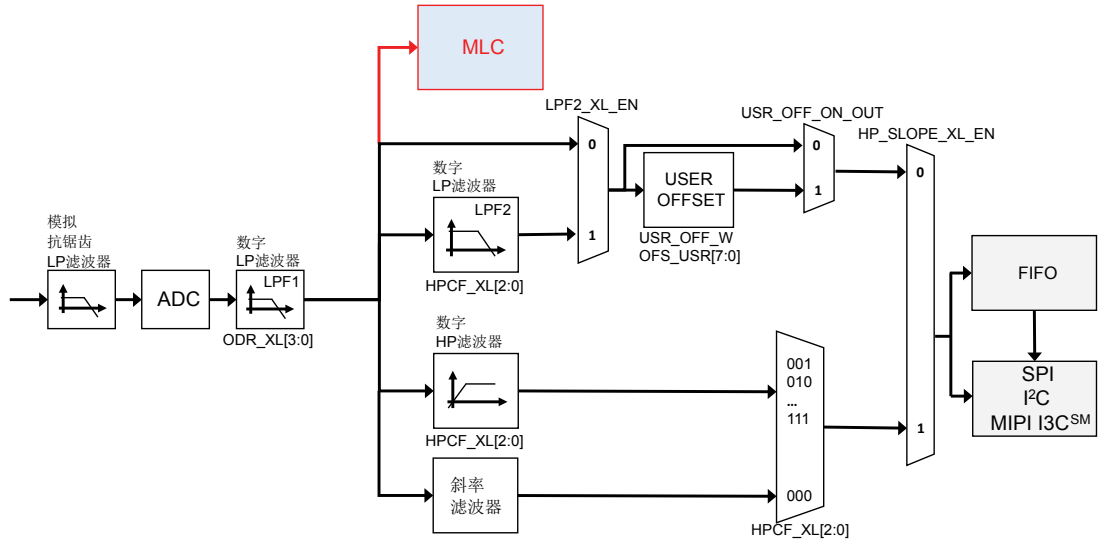 MLC
LPF2_XL_EN
0
1
USR_OFF_ON_OUT
0
1
HP_SLOPE_XL_EN
0
1
数字
LP滤波器
LPF2
HPCF_XL[2:0]
USER
OFFSET
USR_OFF_W
OFS_USR[7:0]
模拟
抗锯齿
LP滤波器
ADC
数字
LP滤波器
LPF1
ODR_XL[3:0]
FIFO
SPI
I²C
MIPI I3Cˢᴹ
数字
HP滤波器
HPCF_XL[2:0]
001
010
...
111
000
HPCF_XL[2:0]
斜率
滤波器